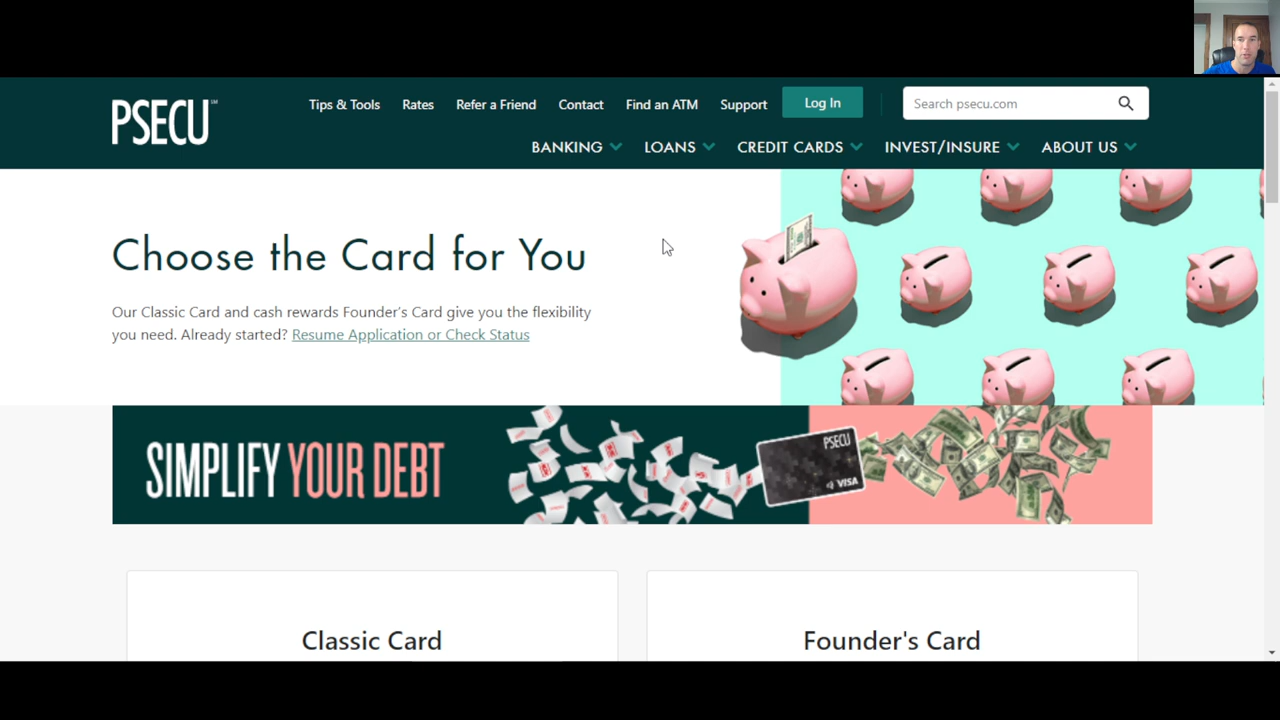 PSECU℠
Tips & Tools Rates Refer a Friend Contact Find an ATM Support Log In Search psecu.com
BANKING LOANS CREDIT CARDS INVEST/INSURE ABOUT US
Choose the Card for You
Our Classic Card and cash rewards Founder's Card give you the flexibility
you need. Already started? Resume Application or Check Status
SIMPLIFY YOUR DEBT
PSECU
VISA
Classic Card
Founder's Card